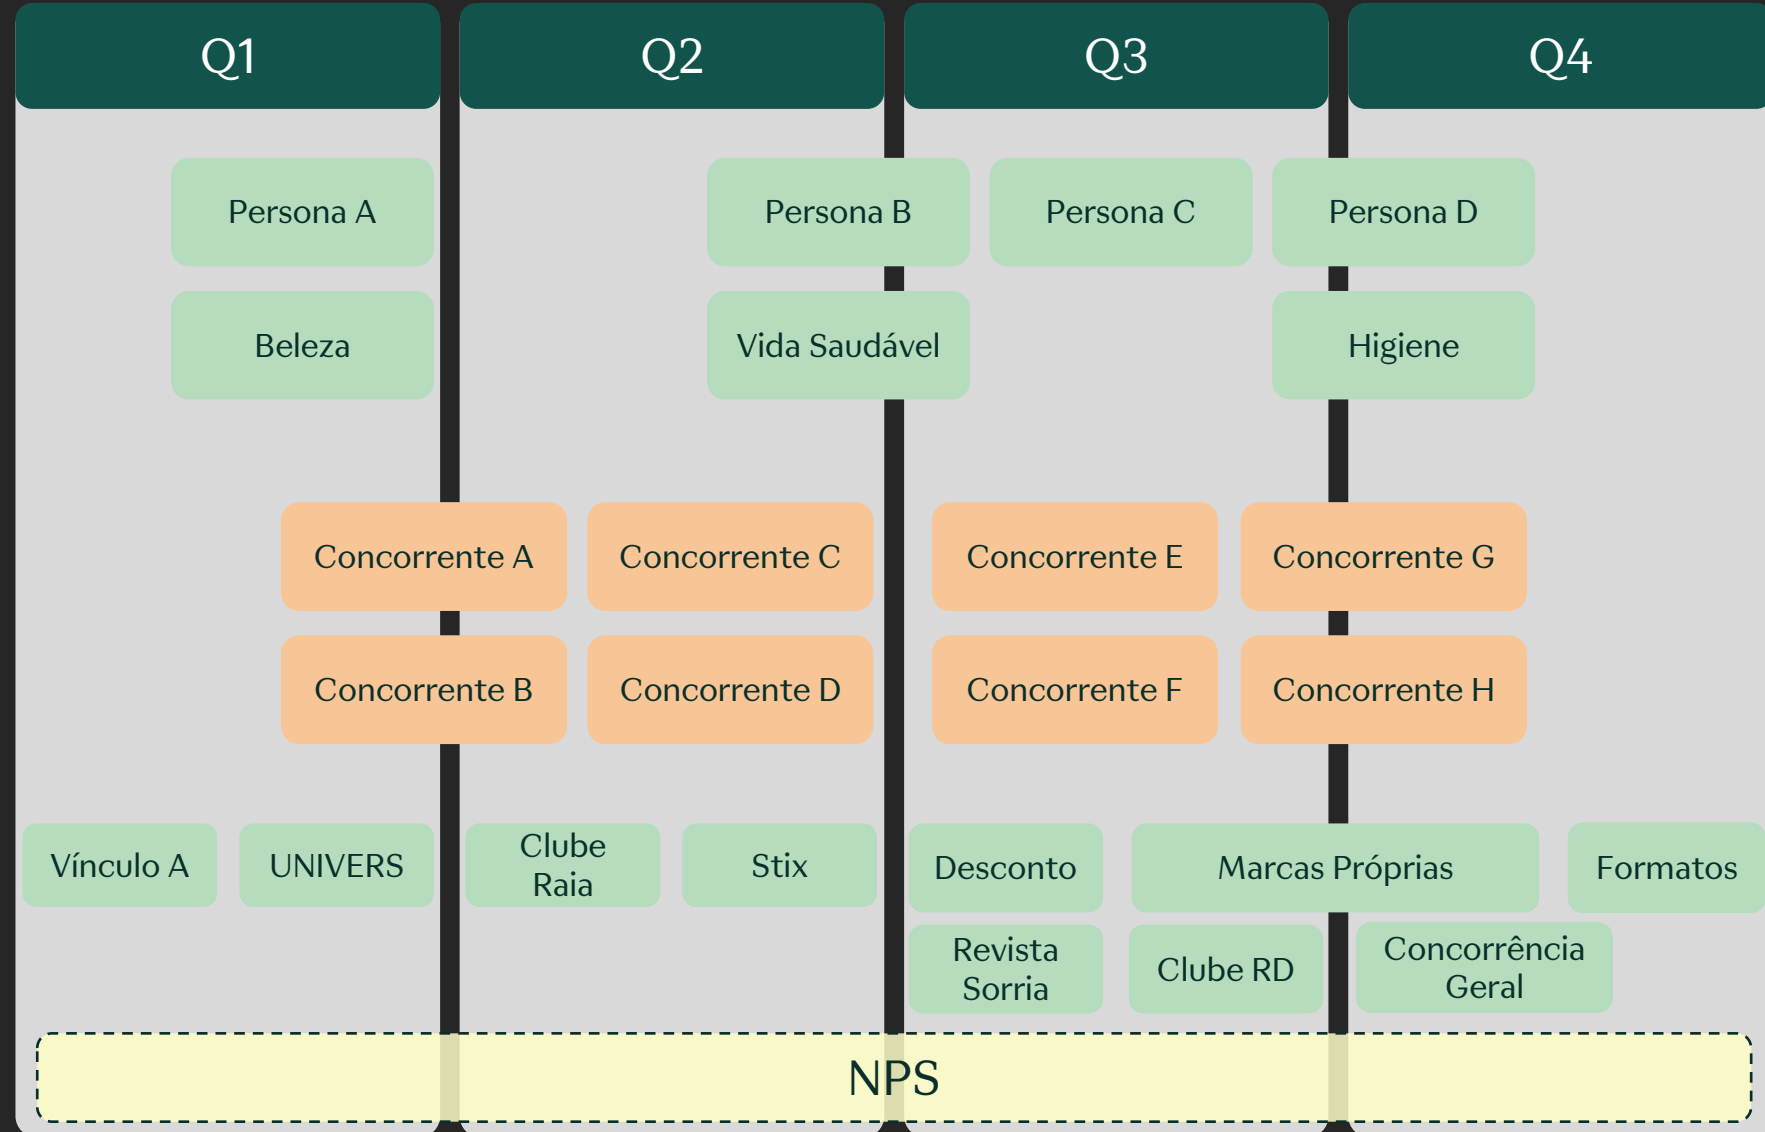 Q1
Q2
Q3
Q4
Persona A
Persona B
Persona C
Persona D
Beleza
Vida Saudável
Higiene
Concorrente A
Concorrente C
Concorrente E
Concorrente G
Concorrente B
Concorrente D
Concorrente F
Concorrente H
Vínculo A
UNIVERS
Clube
Raia
Stix
Desconto
Marcas Próprias
Formatos
Revista
Sorria
Clube RD
Concorrência
Geral
NPS